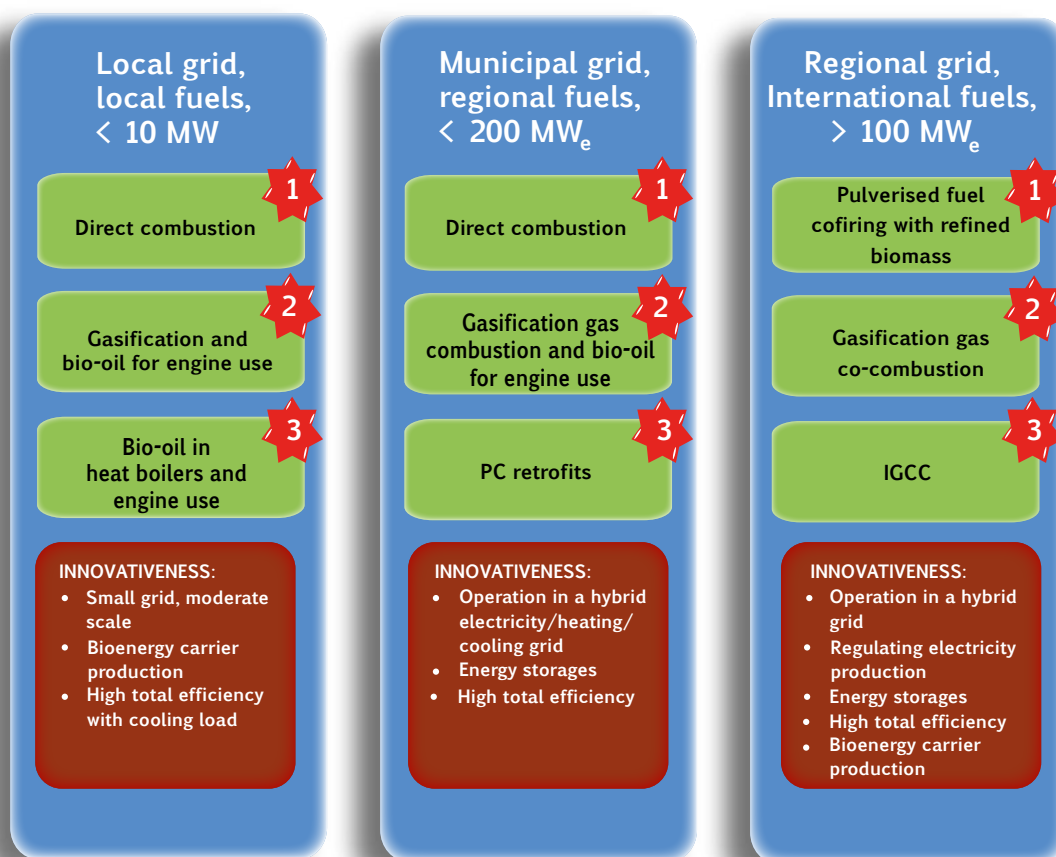 Local grid,
local fuels,
< 10 MW
1
Direct combustion
2
Gasification and
bio-oil for engine use
3
Bio-oil in
heat boilers and
engine use
INNOVATIVENESS:
• Small grid, moderate
scale
• Bioenergy carrier
production
• High total efficiency
with cooling load
Municipal grid,
regional fuels,
< 200 MWe
1
Direct combustion
2
Gasification gas
combustion and bio-oil
for engine use
3
PC retrofits
INNOVATIVENESS:
• Operation in a hybrid
electricity/heating/
cooling grid
• Energy storages
• High total efficiency
Regional grid,
International fuels,
> 100 MWe
1
Pulverised fuel
cofiring with refined
biomass
2
Gasification gas
co-combustion
3
IGCC
INNOVATIVENESS:
• Operation in a hybrid
grid
• Regulating electricity
production
• Energy storages
• High total efficiency
• Bioenergy carrier
production